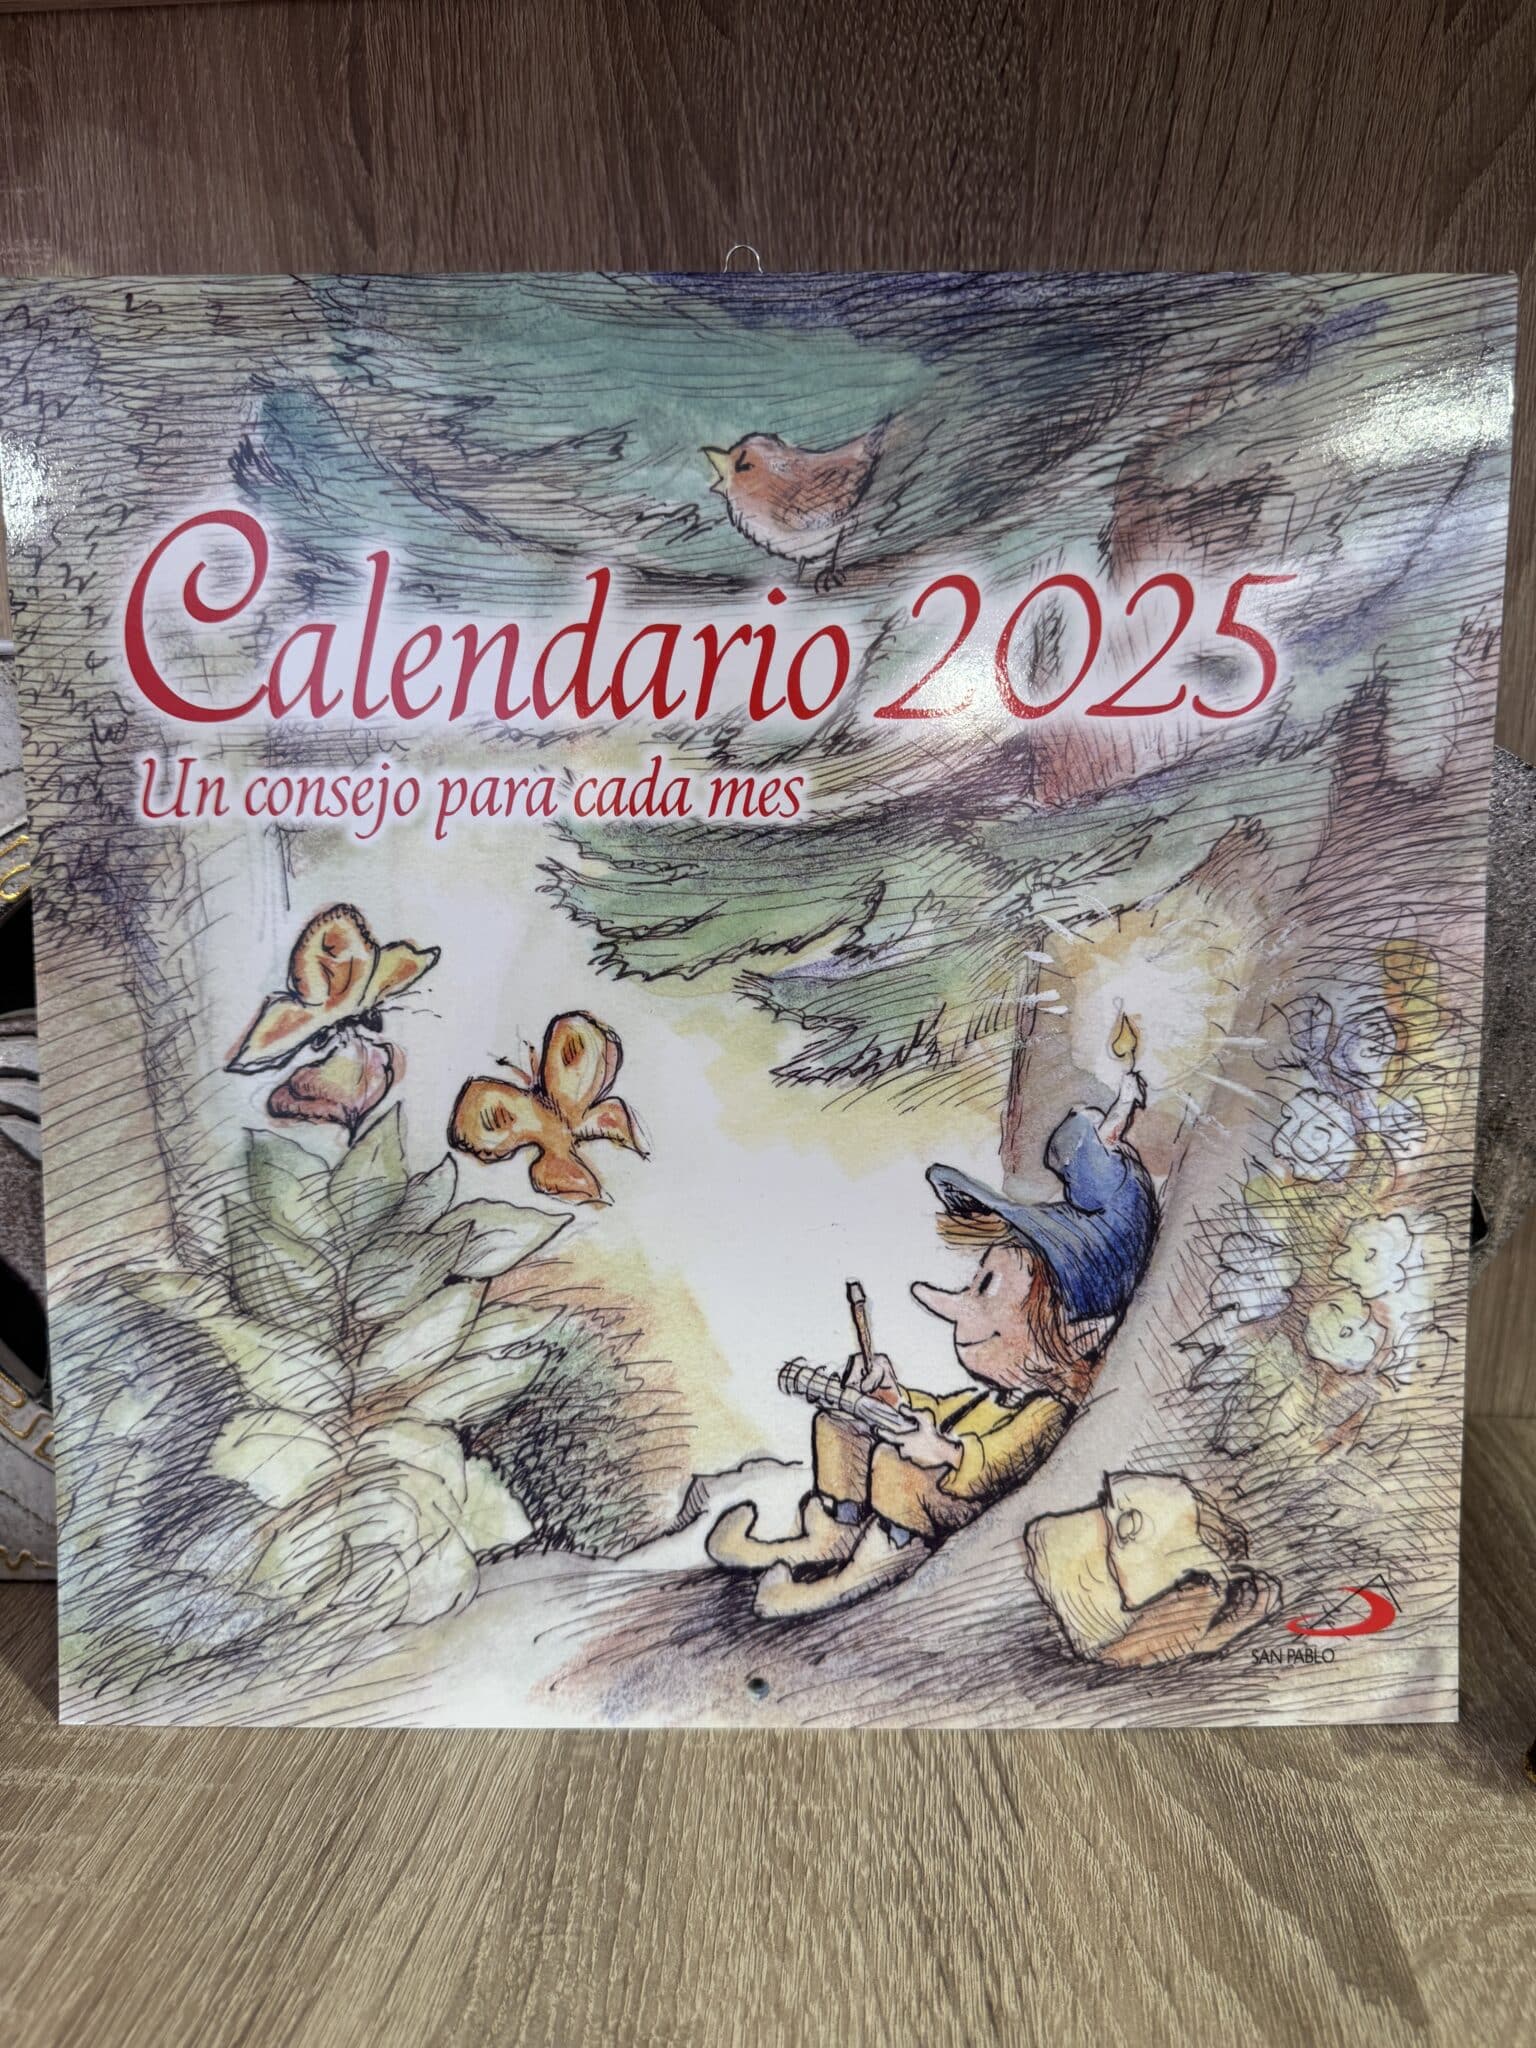 Calendario 2025
Un consejo para cada mes
SAN PABLO